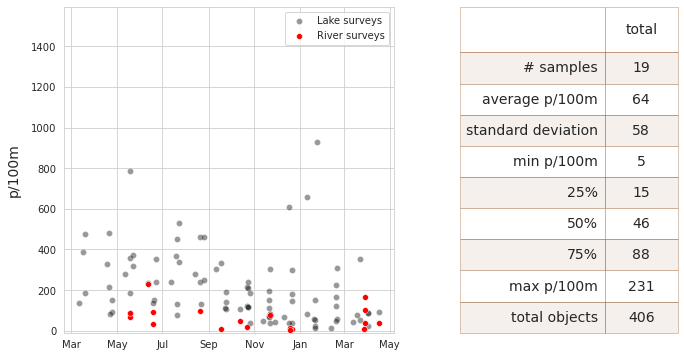 Lake surveys
River surveys
p/100m
1400
1200
1000
800
600
400
200
0
Mar May Jul Sep Nov Jan Mar May
total
# samples 19
average p/100m 64
standard deviation 58
min p/100m 5
25% 15
50% 46
75% 88
max p/100m 231
total objects 406